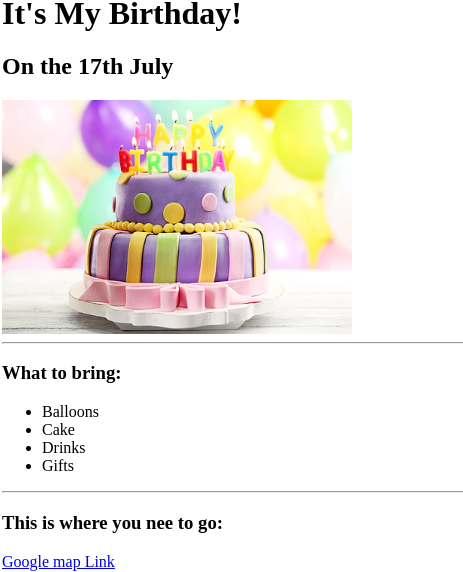 It's My Birthday!
On the 17th July
HAPPY
BIRTHDAY
What to bring:
Balloons
Cake
Drinks
Gifts
This is where you nee to go:
Google map Link